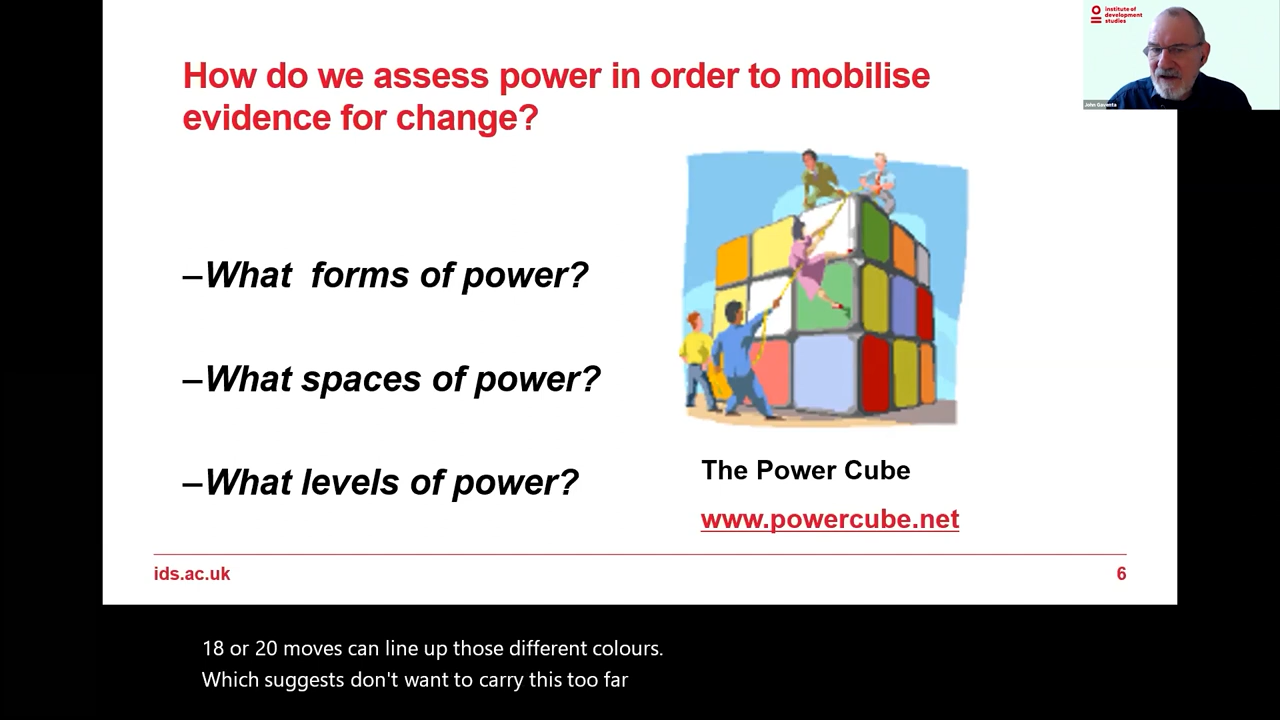 institute of
development
studies
John Gaventa
How do we assess power in order to mobilise
evidence for change?
–What  forms of power?
–What spaces of power?
–What levels of power?
The Power Cube
www.powercube.net
ids.ac.uk
6
18 or 20 moves can line up those different colours.
Which suggests don't want to carry this too far